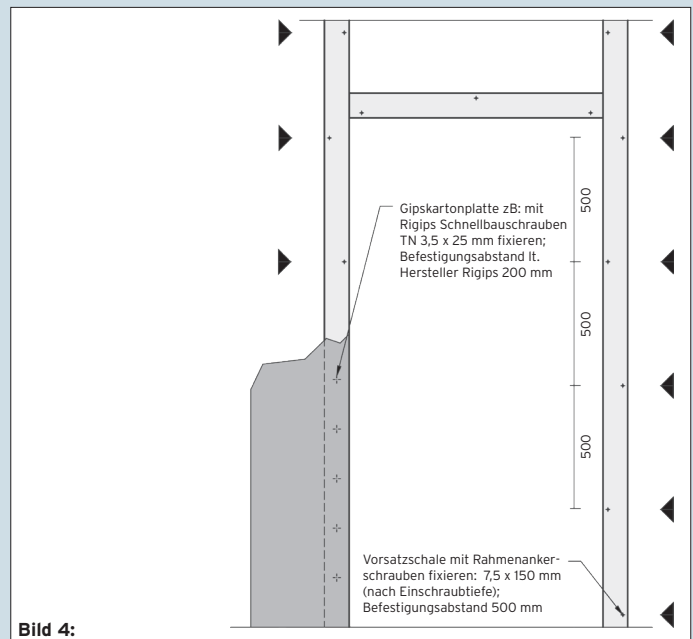 500
Gipskartonplatte zB: mit
Rigips Schnellbauschrauben
TN 3,5 x 25 mm fixieren;
Befestigungsabstand lt.
Hersteller Rigips 200 mm
500
500
Vorsatzschale mit Rahmenanker-
schrauben fixieren: 7,5 x 150 mm
(nach Einschraubtiefe);
Befestigungsabstand 500 mm
Bild 4: